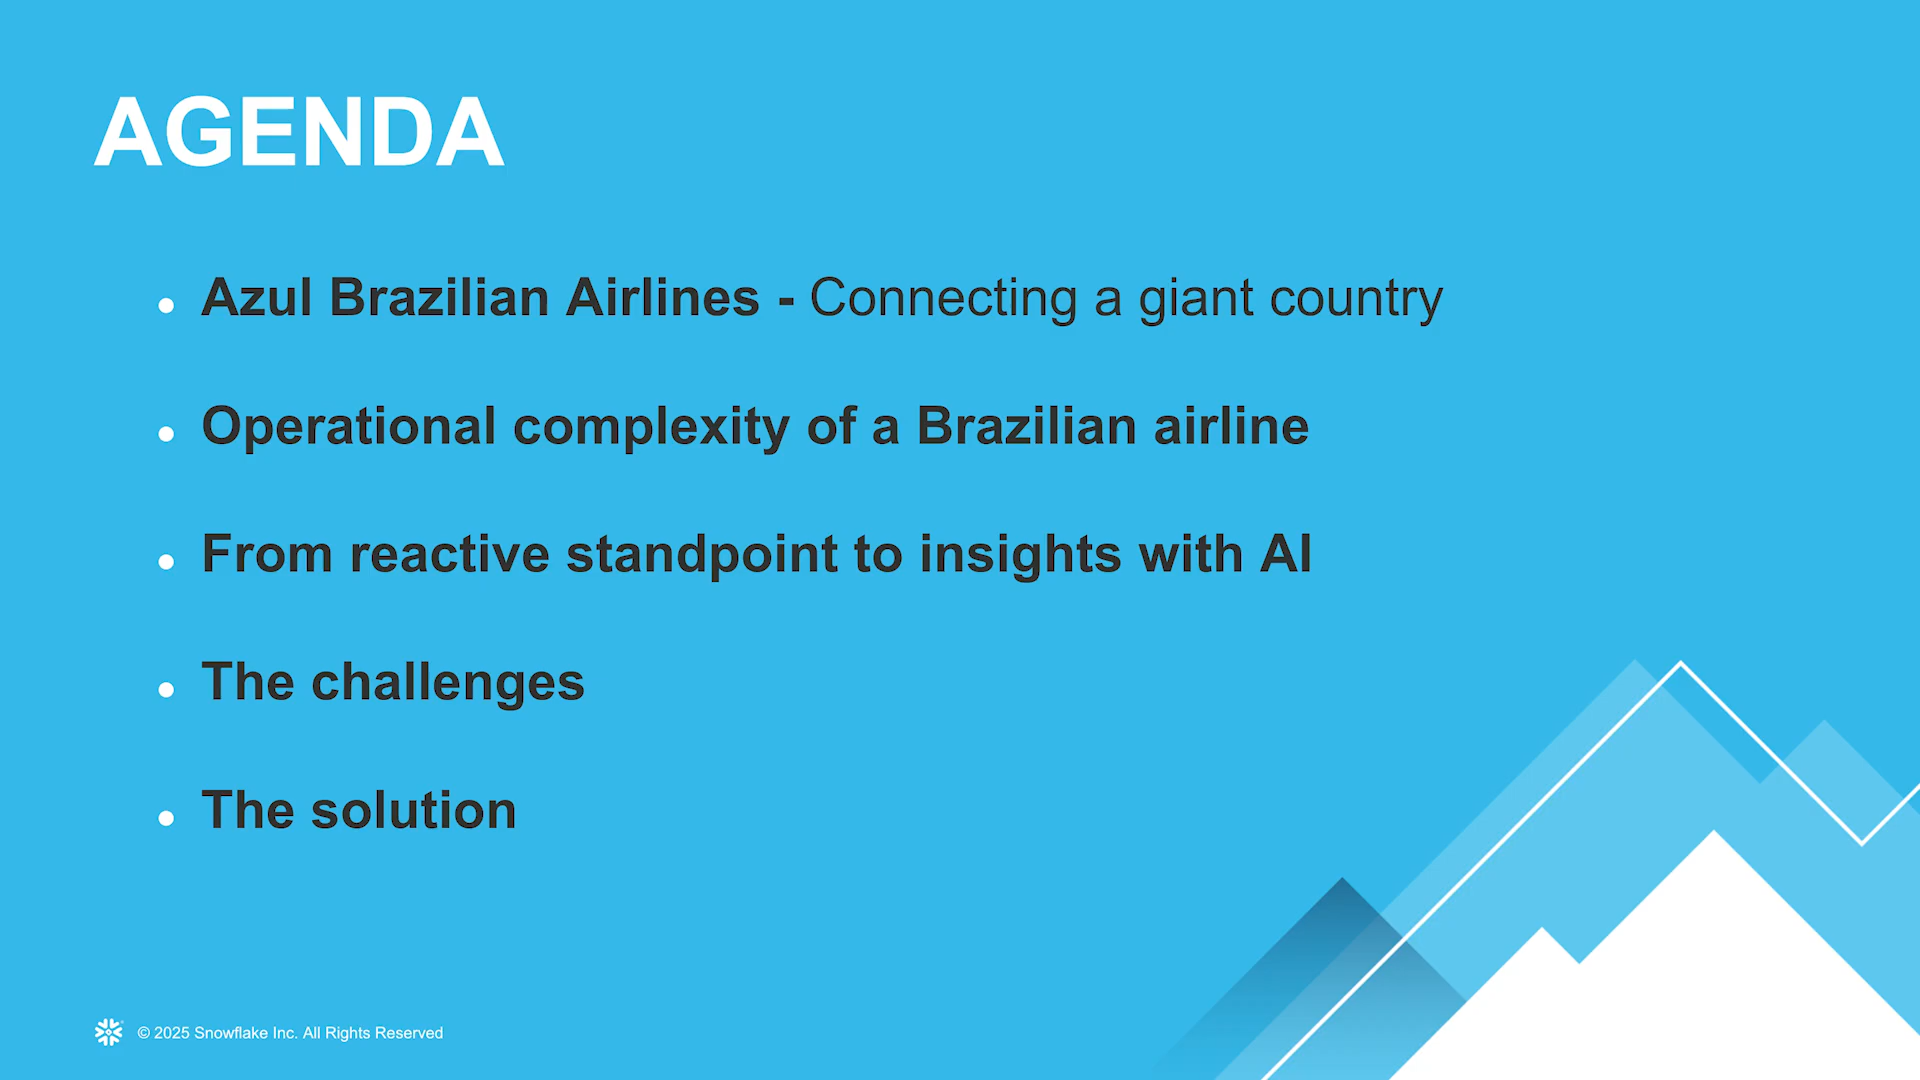 AGENDA
Azul Brazilian Airlines - Connecting a giant country
Operational complexity of a Brazilian airline
From reactive standpoint to insights with AI
The challenges
The solution
© 2025 Snowflake Inc. All Rights Reserved